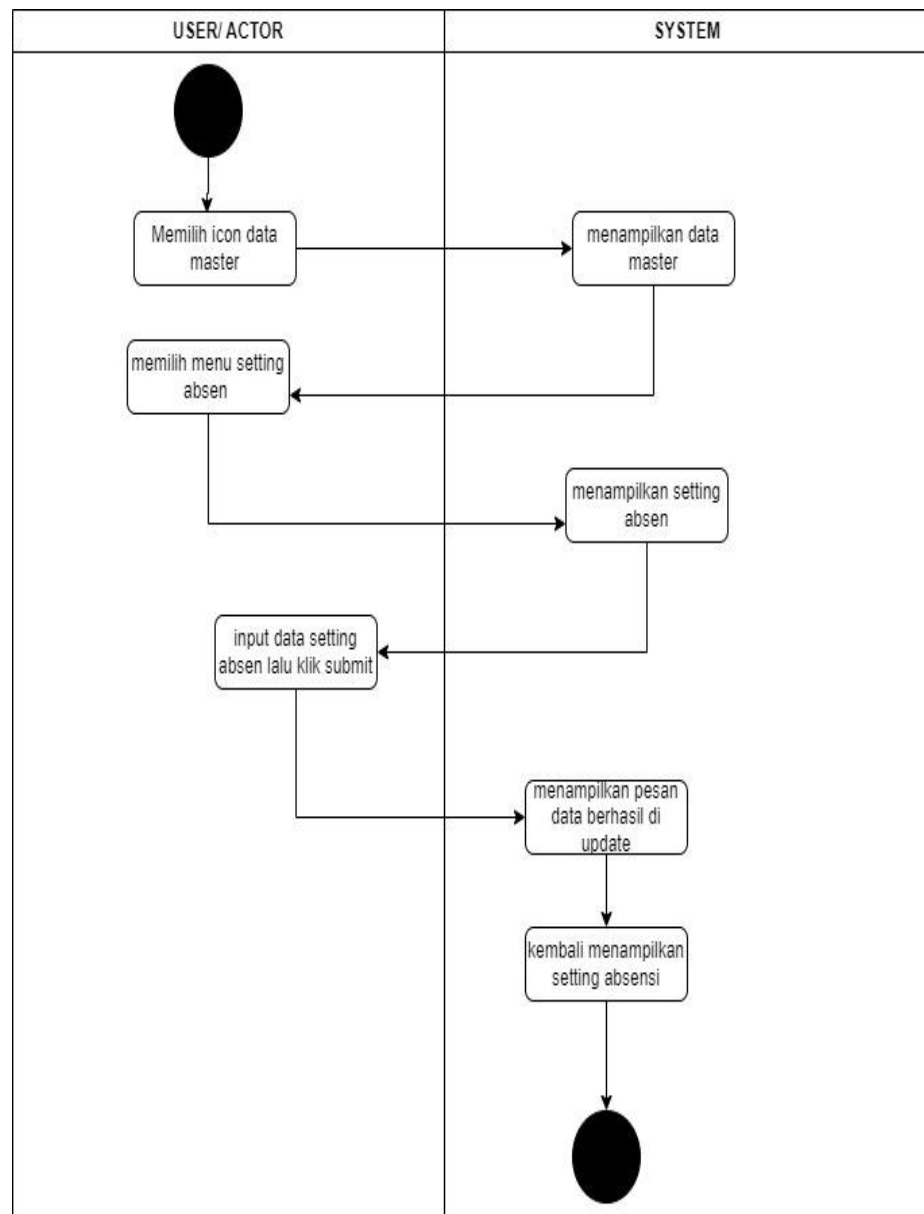 USER/ ACTOR
SYSTEM
Memilih icon data
master
menampilkan data
master
memilih menu setting
absen
menampilkan setting
absen
input data setting
absen lalu klik submit
menampilkan pesan
data berhasil di
update
kembali menampilkan
setting absensi